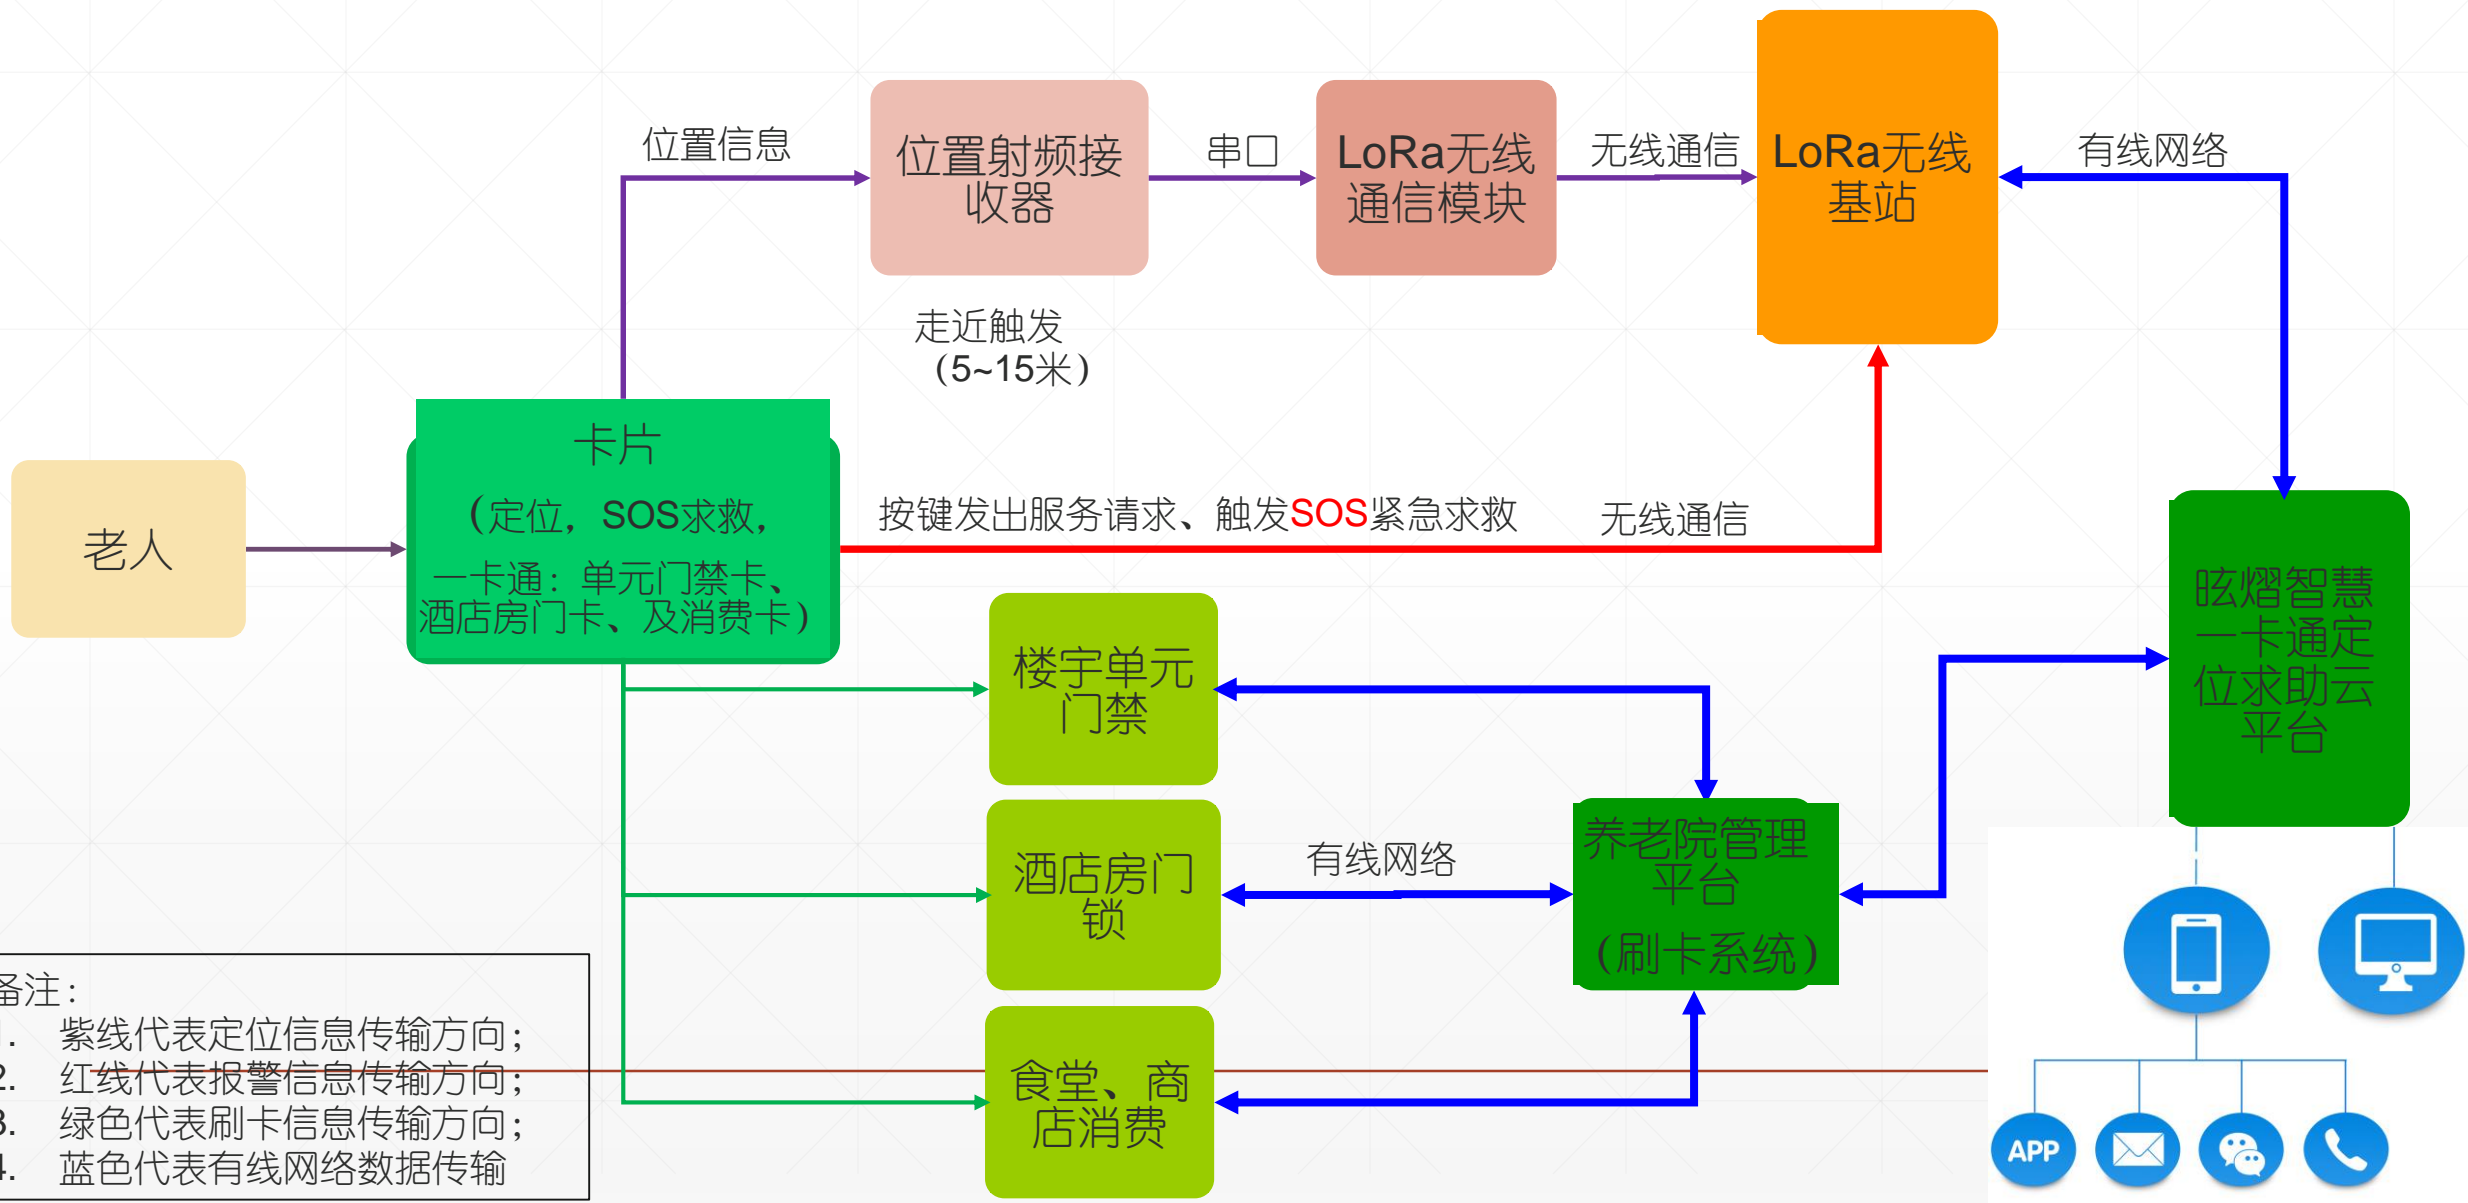 位置信息
位置射频接
收器
串口
LoRa无线
通信模块
无线通信
LoRa无线
基站
有线网络
走近触发
（5~15米）
老人
卡片
（定位，SOS求救，
一卡通：单元门禁卡、
酒店房门卡、及消费卡）
按键发出服务请求、触发SOS紧急求救
无线通信
楼宇单元
门禁
酒店房门
锁
食堂、商
店消费
有线网络
养老院管理
平台
（刷卡系统）
昡熠智慧
一卡通定
位求助云
平台
备注：
1. 紫线代表定位信息传输方向；
2. 红线代表报警信息传输方向；
3. 绿色代表刷卡信息传输方向；
4. 蓝色代表有线网络数据传输
APP